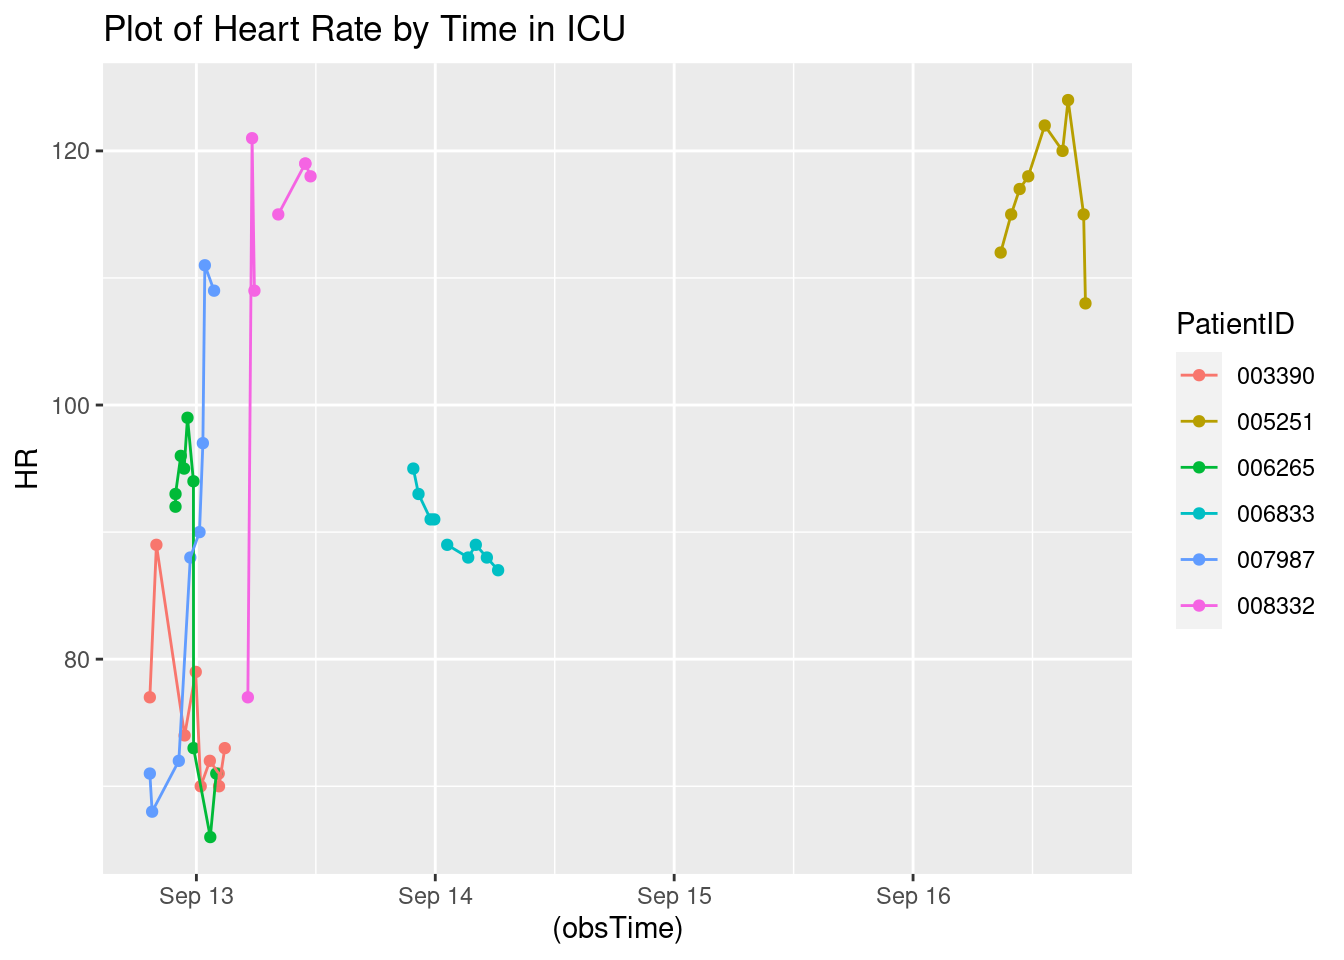 Plot of Heart Rate by Time in ICU
120
100
80
HR
Sep 13
Sep 14
Sep 15
Sep 16
(obsTime)
PatientID
003390
005251
006265
006833
007987
008332